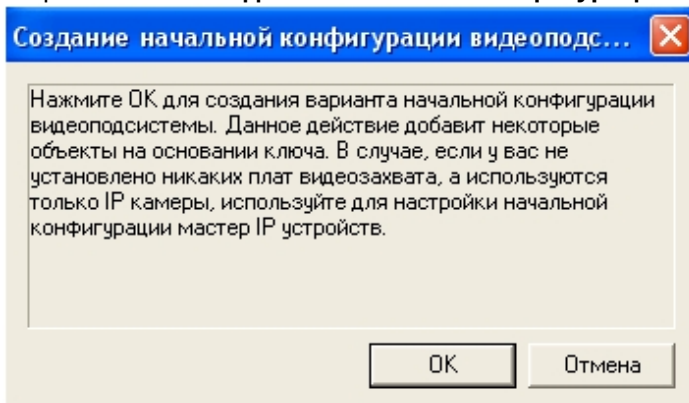 Создание начальной конфигурации видеоподс...
Нажмите OK для создания варианта начальной конфигурации
видеоподсистемы. Данное действие добавит некоторые
объекты на основании ключа. В случае, если у вас не
установлено никаких плат видеозахвата, а используются
только IP камеры, используйте для настройки начальной
конфигурации мастер IP устройств.
OK
Отмена